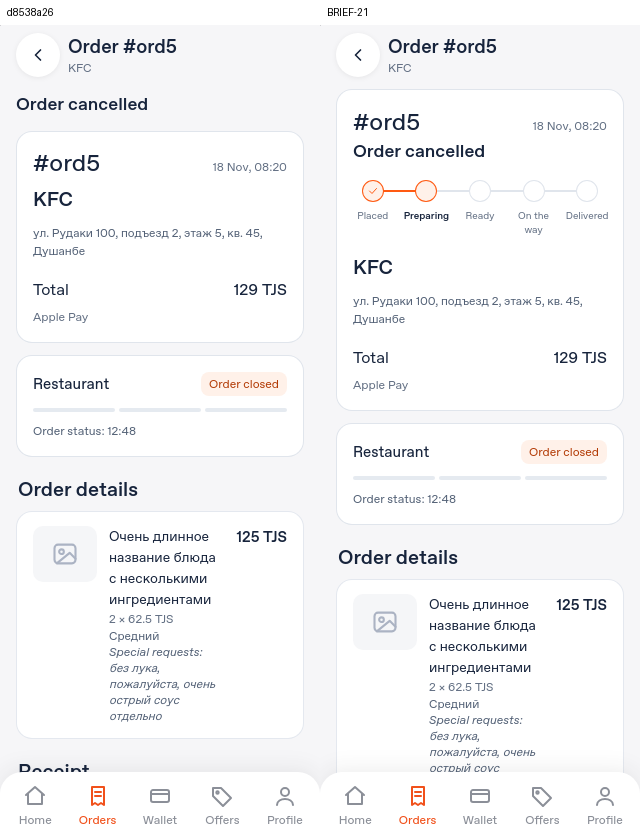 d8538a26
Order #ord5
KFC
Order cancelled
#ord5
18 Nov, 08:20
KFC
ул. Рудаки 100, подъезд 2, этаж 5, кв. 45,
Душанбе
Total
129 TJS
Apple Pay
Restaurant
Order closed
Order status: 12:48
Order details
Очень длинное
название блюда
с несколькими
ингредиентами
125 TJS
2 × 62.5 TJS
Средний
Special requests:
без лука,
пожалуйста, очень
острый соус
отдельно
Receipt
Home
Orders
Wallet
Offers
Profile
BRIEF-21
Order #ord5
KFC
#ord5
18 Nov, 08:20
Order cancelled
Placed
Preparing
Ready
On the
way
Delivered
KFC
ул. Рудаки 100, подъезд 2, этаж 5, кв. 45,
Душанбе
Total
129 TJS
Apple Pay
Restaurant
Order closed
Order status: 12:48
Order details
Очень длинное
название блюда
с несколькими
ингредиентами
125 TJS
2 × 62.5 TJS
Средний
Special requests:
без лука,
пожалуйста, очень
острый соус
Home
Orders
Wallet
Offers
Profile